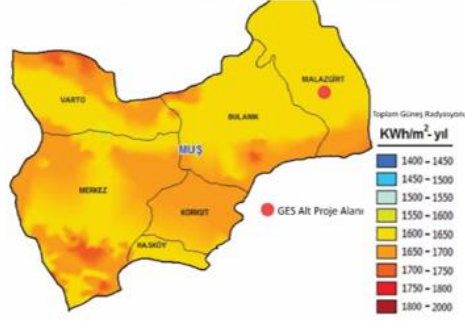 VARTO
MALAZGİRT
BULANIK
MUŞ
MERKEZ
KORKUT
HASKÖY
GES Alt Proje Alanı
Toplam Güneş Radyasyonu
KWh/m²-yıl
1400 - 1450
1450 - 1500
1500 - 1550
1550 - 1600
1600 - 1650
1650 - 1700
1700 - 1750
1750 - 1800
1800 - 2000